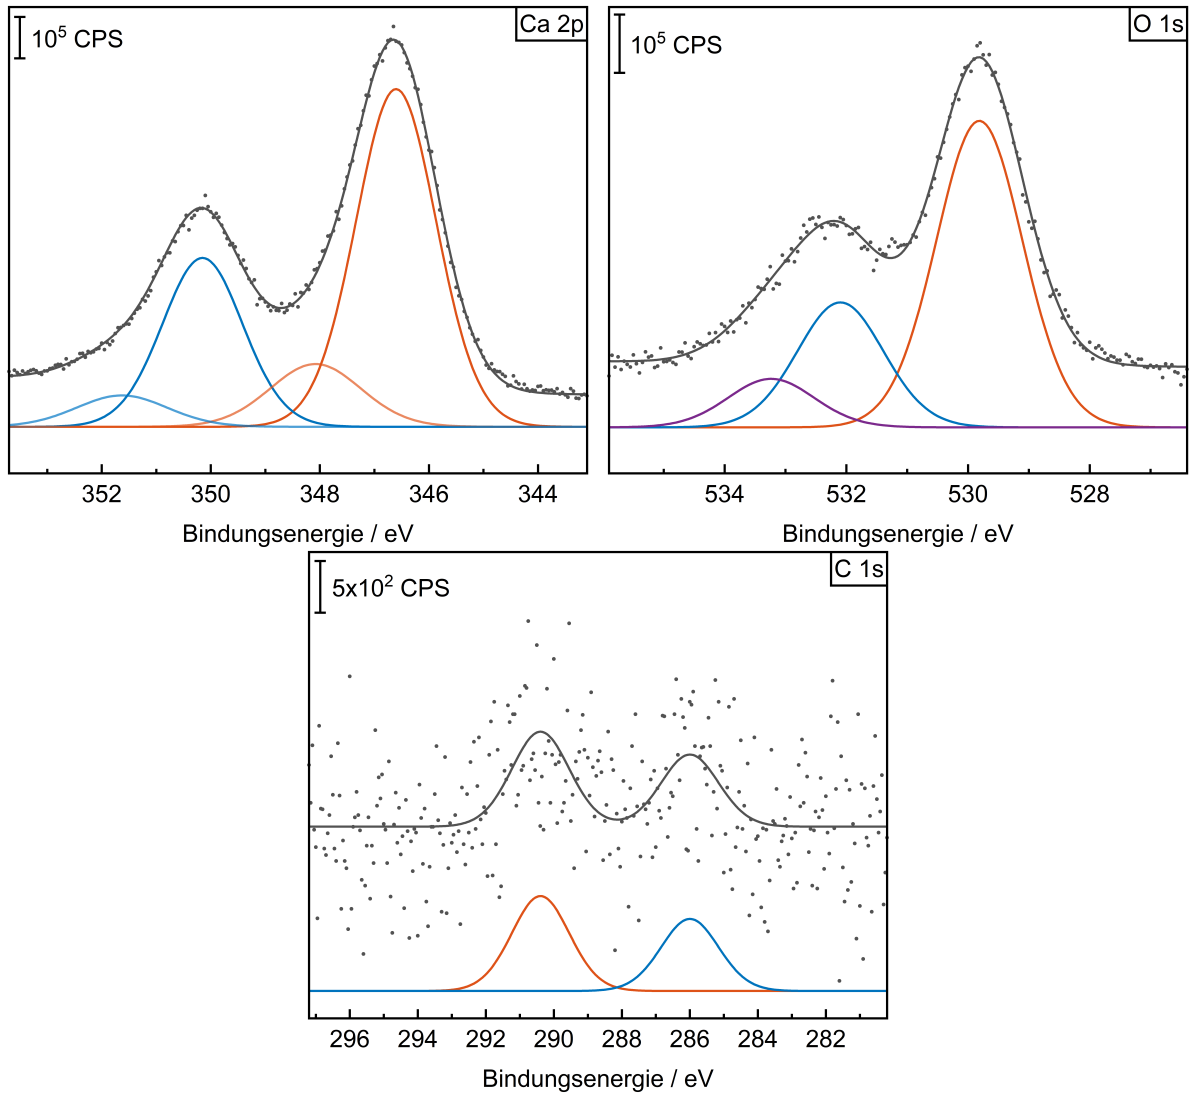 10⁵ CPS
Ca 2p
352 350 348 346 344
Bindungsenergie / eV
10⁵ CPS
O 1s
534 532 530 528
Bindungsenergie / eV
5x10² CPS
C 1s
296 294 292 290 288 286 284 282
Bindungsenergie / eV